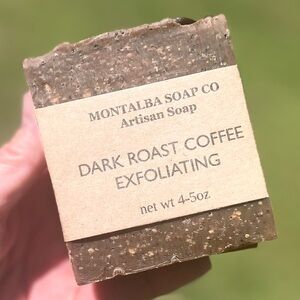 MONTALBA SOAP CO
Artisan Soap
DARK ROAST COFFEE
EXFOLIATING
net wt 4-5oz